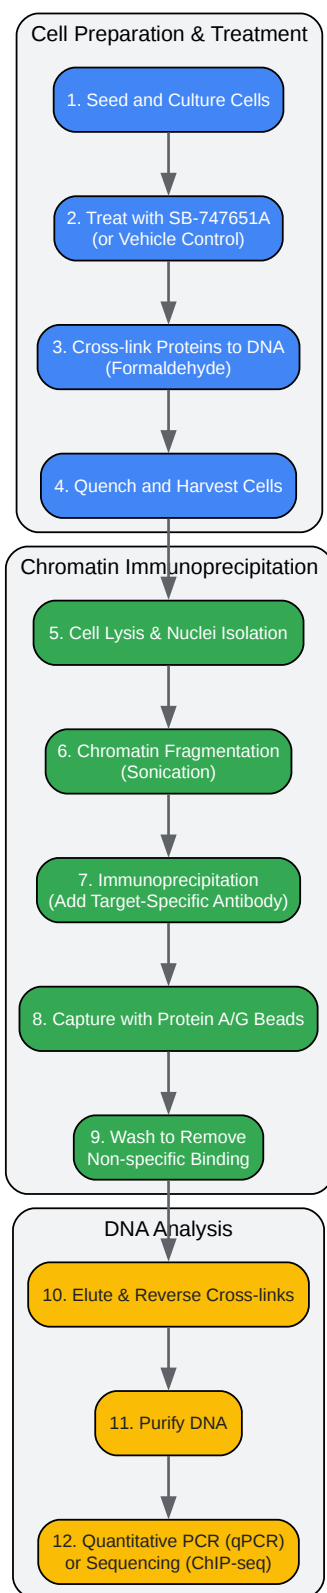 Cell Preparation & Treatment
1. Seed and Culture Cells
2. Treat with SB-747651A
(or Vehicle Control)
3. Cross-link Proteins to DNA
(Formaldehyde)
4. Quench and Harvest Cells
Chromatin Immunoprecipitation
5. Cell Lysis & Nuclei Isolation
6. Chromatin Fragmentation
(Sonication)
7. Immunoprecipitation
(Add Target-Specific Antibody)
8. Capture with Protein A/G Beads
9. Wash to Remove
Non-specific Binding
DNA Analysis
10. Elute & Reverse Cross-links
11. Purify DNA
12. Quantitative PCR (qPCR)
or Sequencing (ChIP-seq)